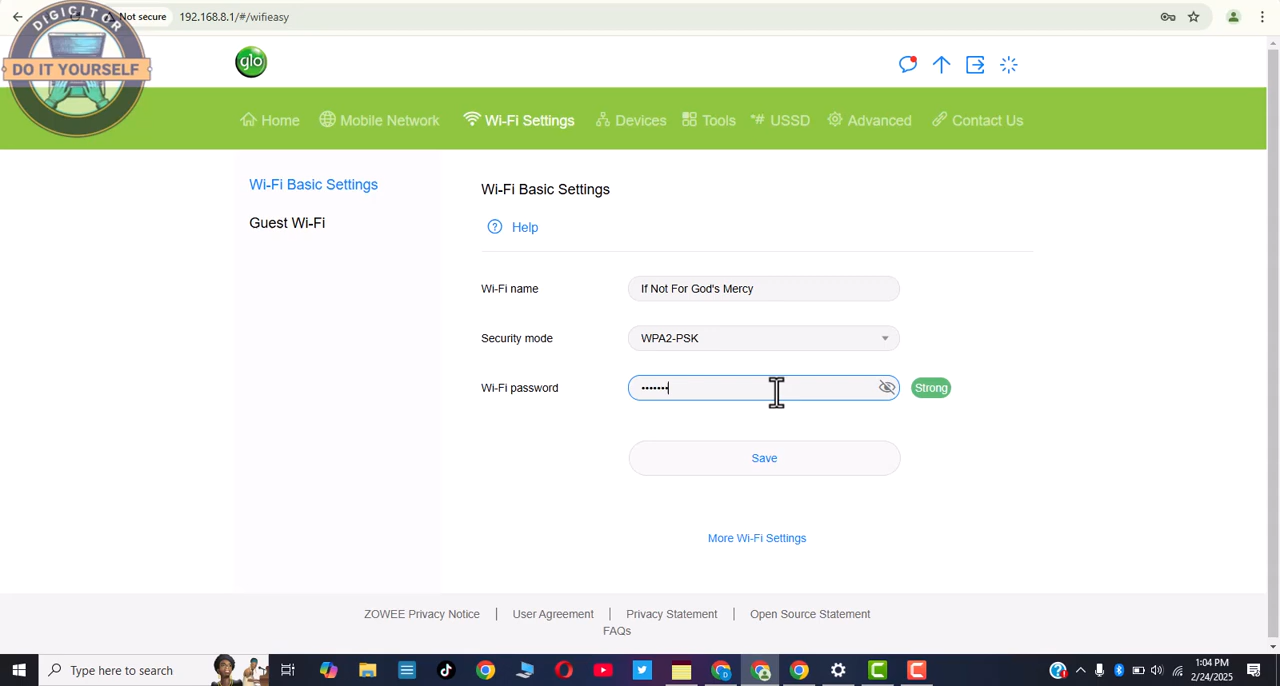 Not secure 192.168.8.1/#/wifieasy
DIGICITOR
DO IT YOURSELF
glo
Home Mobile Network Wi-Fi Settings Devices Tools *# USSD Advanced Contact Us
Wi-Fi Basic Settings
Guest Wi-Fi
Wi-Fi Basic Settings
? Help
Wi-Fi name If Not For God's Mercy
Security mode WPA2-PSK
Wi-Fi password ••••••• Strong
Save
More Wi-Fi Settings
ZOWEE Privacy Notice | User Agreement | Privacy Statement | Open Source Statement
FAQs
Type here to search
1:04 PM
2/24/2025